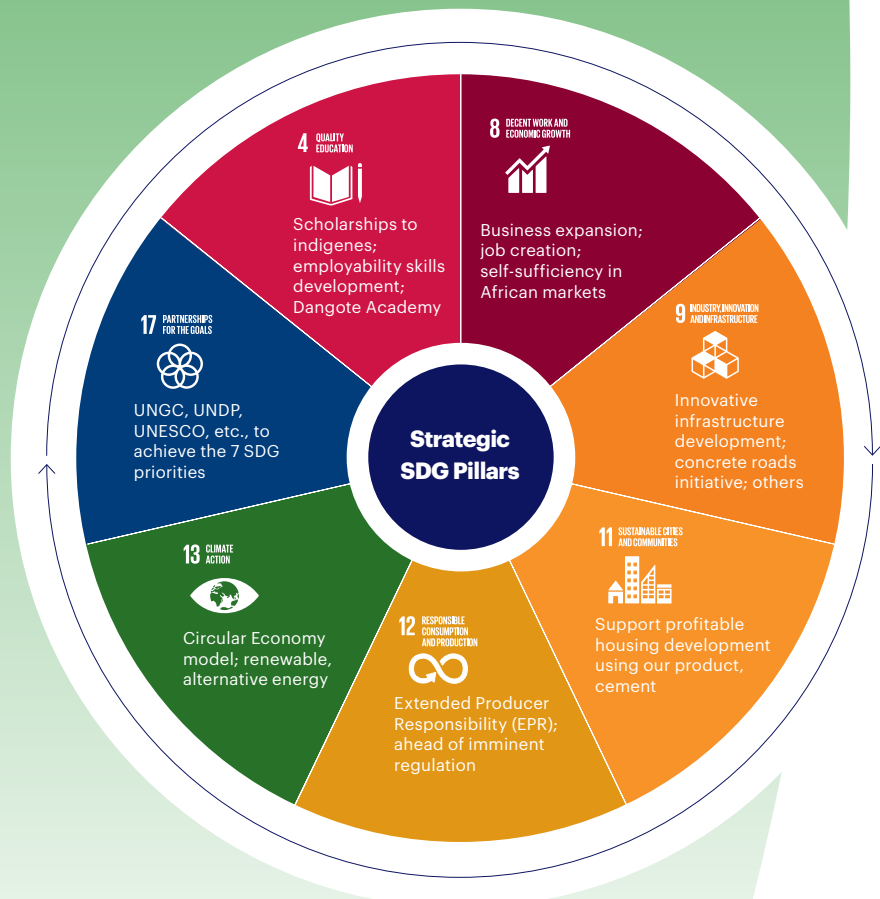 4 QUALITY
EDUCATION
Scholarships to
indigenes;
employability skills
development;
Dangote Academy
8 DECENT WORK AND
ECONOMIC GROWTH
Business expansion;
job creation;
self-sufficiency in
African markets
9 INDUSTRY, INNOVATION
AND INFRASTRUCTURE
Innovative
infrastructure
development;
concrete roads
initiative; others
11 SUSTAINABLE CITIES
AND COMMUNITIES
Support profitable
housing development
using our product,
cement
12 RESPONSIBLE
CONSUMPTION
AND PRODUCTION
Extended Producer
Responsibility (EPR);
ahead of imminent
regulation
13 CLIMATE
ACTION
Circular Economy
model; renewable,
alternative energy
17 PARTNERSHIPS
FOR THE GOALS
UNGC, UNDP,
UNESCO, etc., to
achieve the 7 SDG
priorities
Strategic
SDG Pillars